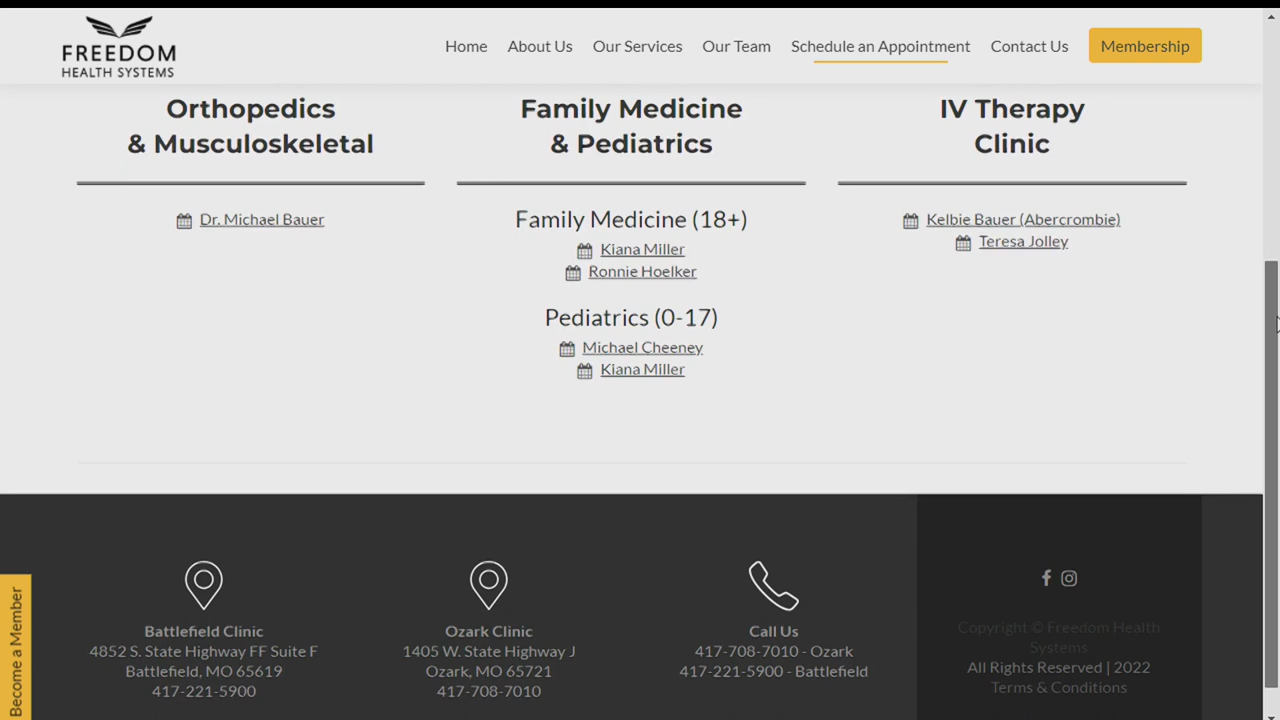 FREEDOM
HEALTH SYSTEMS
Home About Us Our Services Our Team Schedule an Appointment Contact Us Membership
Orthopedics
& Musculoskeletal
Dr. Michael Bauer
Family Medicine
& Pediatrics
Family Medicine (18+)
Kiana Miller
Ronnie Hoelker
Pediatrics (0-17)
Michael Cheeney
Kiana Miller
IV Therapy
Clinic
Kelbie Bauer (Abercrombie)
Teresa Jolley
Become a Member
Battlefield Clinic
4852 S. State Highway FF Suite F
Battlefield, MO 65619
417-221-5900
Ozark Clinic
1405 W. State Highway J
Ozark, MO 65721
417-708-7010
Call Us
417-708-7010 - Ozark
417-221-5900 - Battlefield
Copyright © Freedom Health
Systems
All Rights Reserved | 2022
Terms & Conditions